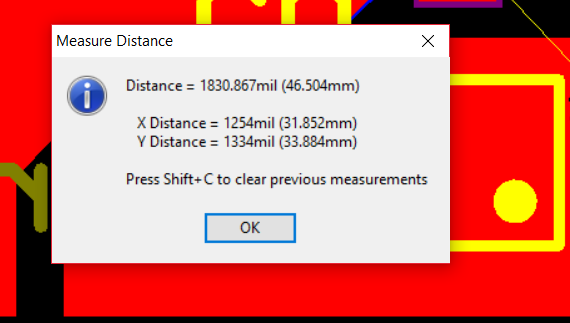 Measure Distance
Distance = 1830.867mil (46.504mm)
X Distance = 1254mil (31.852mm)
Y Distance = 1334mil (33.884mm)
Press Shift+C to clear previous measurements
OK